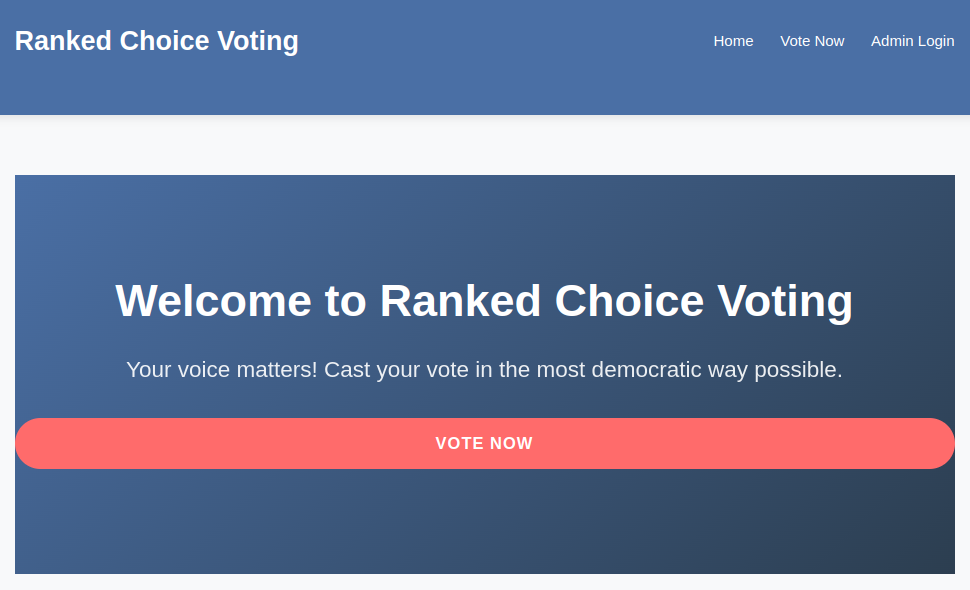 Ranked Choice Voting
Home Vote Now Admin Login
Welcome to Ranked Choice Voting
Your voice matters! Cast your vote in the most democratic way possible.
VOTE NOW